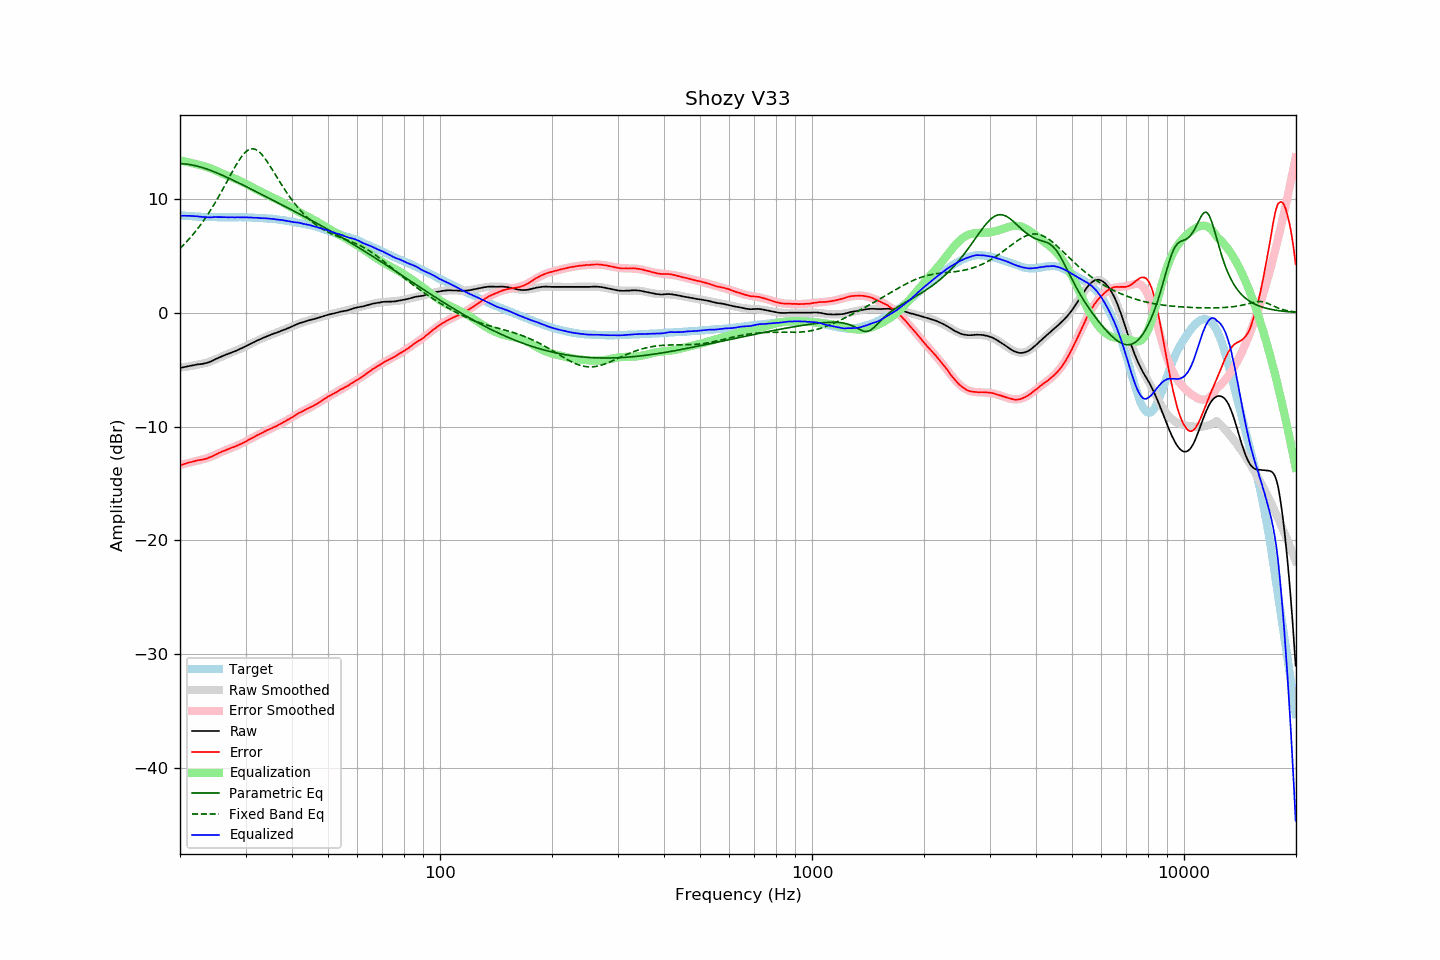 Shozy V33
Amplitude (dBr)
10
0
−10
−20
−30
−40
Target
Raw Smoothed
Error Smoothed
Raw
Error
Equalization
Parametric Eq
Fixed Band Eq
Equalized
100
1000
10000
Frequency (Hz)